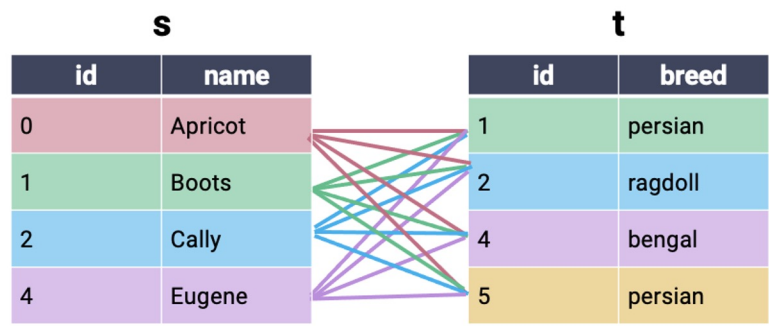 s t
id name id breed
0 Apricot 1 persian
1 Boots 2 ragdoll
2 Cally 4 bengal
4 Eugene 5 persian